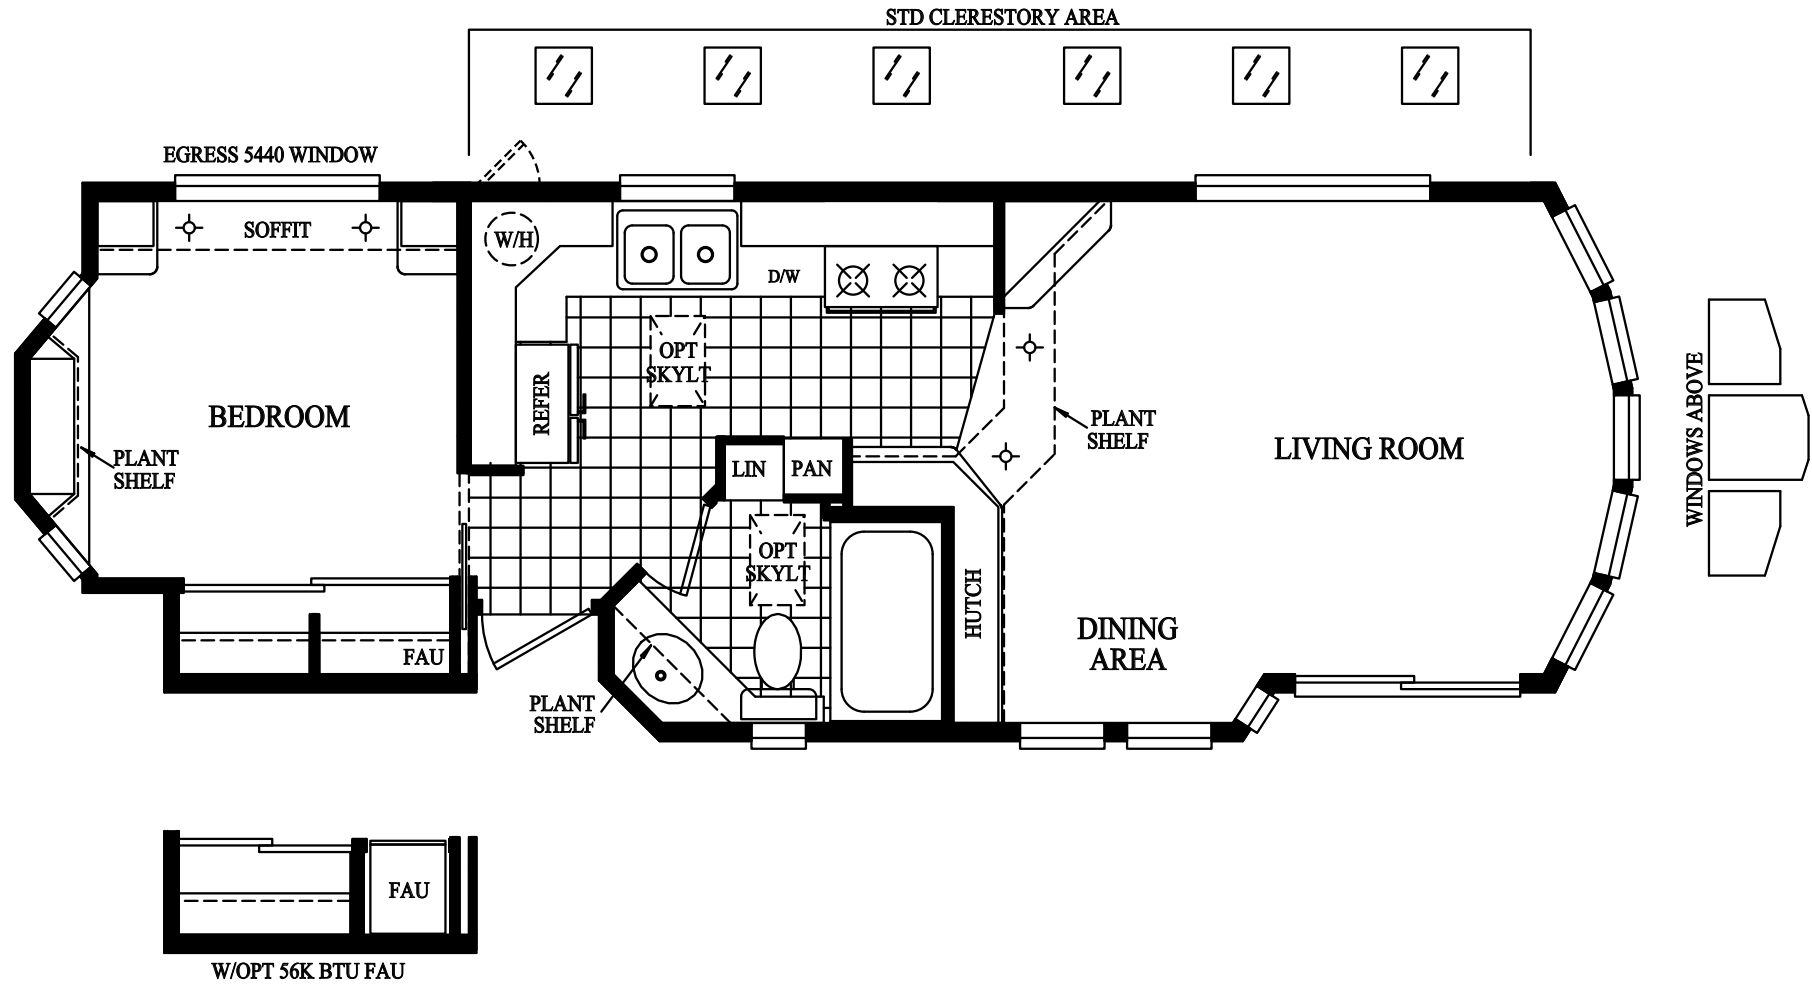 STD CLERESTORY AREA
EGRESS 5440 WINDOW
SOFFIT
W/H
D/W
OPT
SKYLT
REFER
BEDROOM
PLANT
SHELF
PLANT
SHELF
LIVING ROOM
WINDOWS ABOVE
LIN
PAN
OPT
SKYLT
HUTCH
DINING
AREA
FAU
PLANT
SHELF
FAU
W/OPT 56K BTU FAU